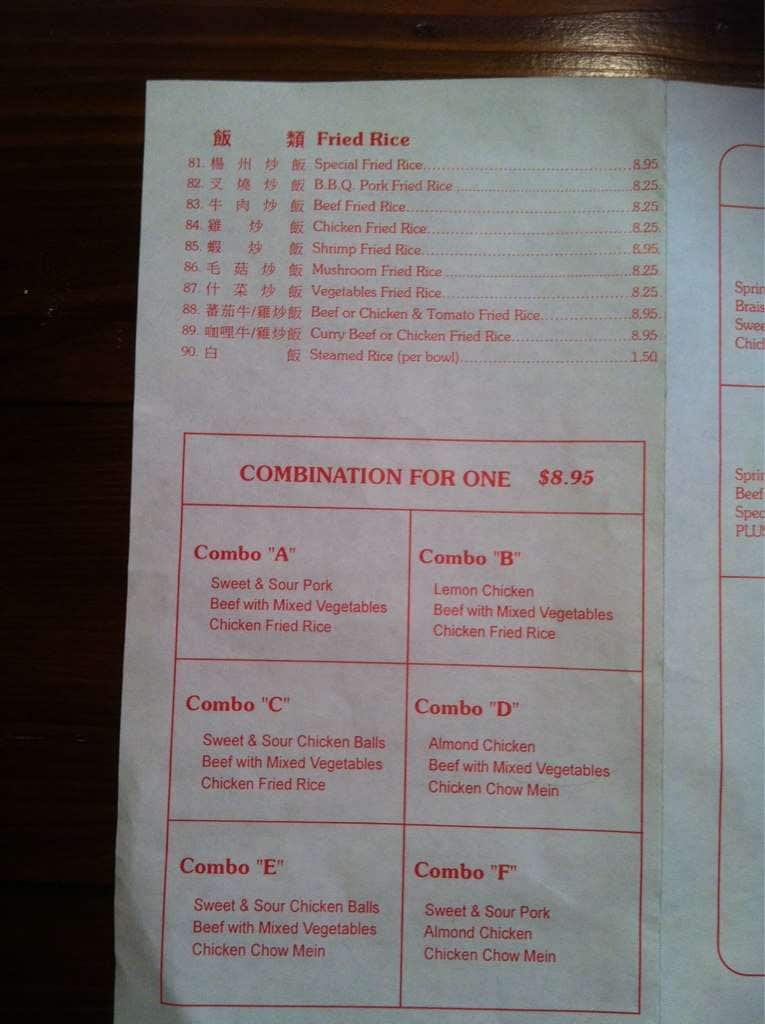 飯 類 Fried Rice
81. 楊 州 炒 飯 Special Fried Rice 8.95
82. 叉 燒 炒 飯 B.B.Q. Pork Fried Rice 8.25
83. 牛 肉 炒 飯 Beef Fried Rice 8.25
84. 雞 炒 飯 Chicken Fried Rice 8.25
85. 蝦 炒 飯 Shrimp Fried Rice 8.95
86. 毛 菇 炒 飯 Mushroom Fried Rice 8.25
87. 什 菜 炒 飯 Vegetables Fried Rice 8.25
88. 蕃茄牛/雞炒飯 Beef or Chicken & Tomato Fried Rice 8.95
89. 咖哩牛/雞炒飯 Curry Beef or Chicken Fried Rice 8.95
90. 白 飯 Steamed Rice (per bowl) 1.50
COMBINATION FOR ONE $8.95
Combo "A"
Sweet & Sour Pork
Beef with Mixed Vegetables
Chicken Fried Rice
Combo "B"
Lemon Chicken
Beef with Mixed Vegetables
Chicken Fried Rice
Combo "C"
Sweet & Sour Chicken Balls
Beef with Mixed Vegetables
Chicken Fried Rice
Combo "D"
Almond Chicken
Beef with Mixed Vegetables
Chicken Chow Mein
Combo "E"
Sweet & Sour Chicken Balls
Beef with Mixed Vegetables
Chicken Chow Mein
Combo "F"
Sweet & Sour Pork
Almond Chicken
Chicken Chow Mein
Beef